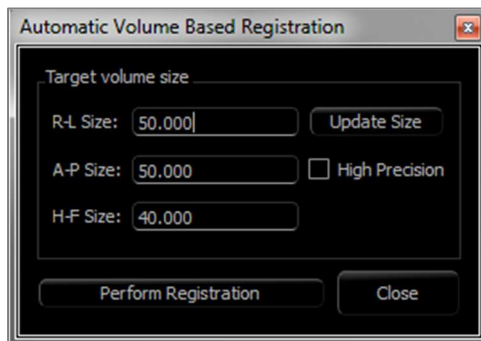 Automatic Volume Based Registration
Target volume size
R-L Size: 50.000 Update Size
A-P Size: 50.000 High Precision
H-F Size: 40.000
Perform Registration Close